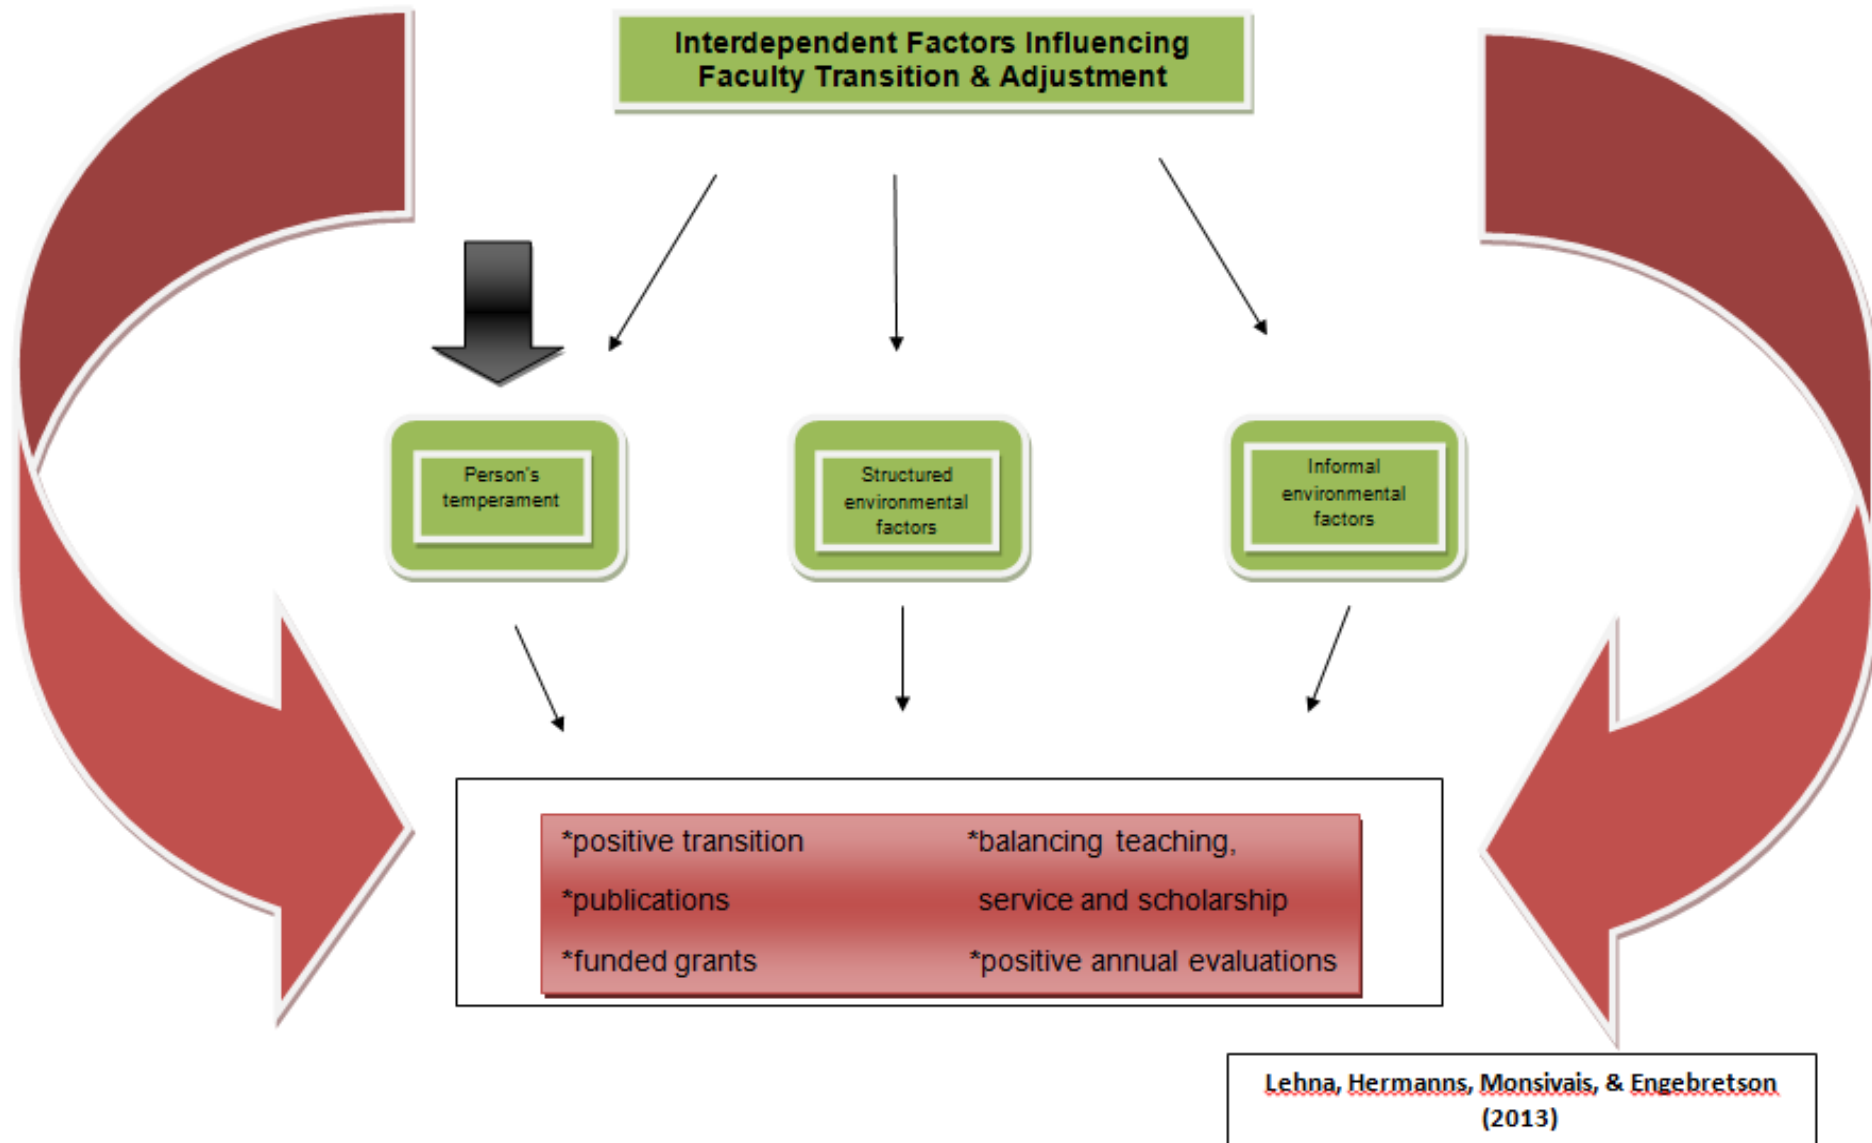 Interdependent Factors Influencing
Faculty Transition & Adjustment
Person's
temperament
Structured
environmental
factors
Informal
environmental
factors
*positive transition
*publications
*funded grants
*balancing teaching,
service and scholarship
*positive annual evaluations
Lehna, Hermanns, Monsivais, & Engebretson
(2013)